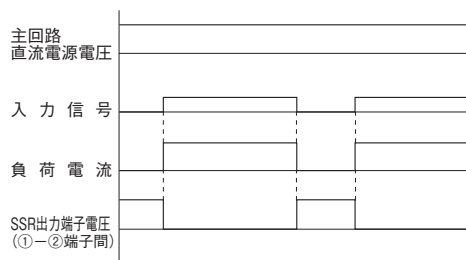 主回路
直流電源電圧
入力信号
負荷電流
SSR出力端子電圧
(①－②端子間)